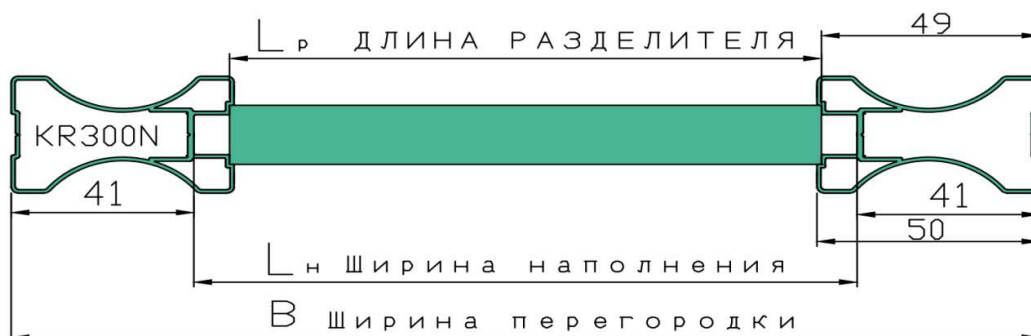 49
Lр ДЛИНА РАЗДЕЛИТЕЛЯ
KR300N
41
41
50
Lн Ширина наполнения
В Ширина перегородки